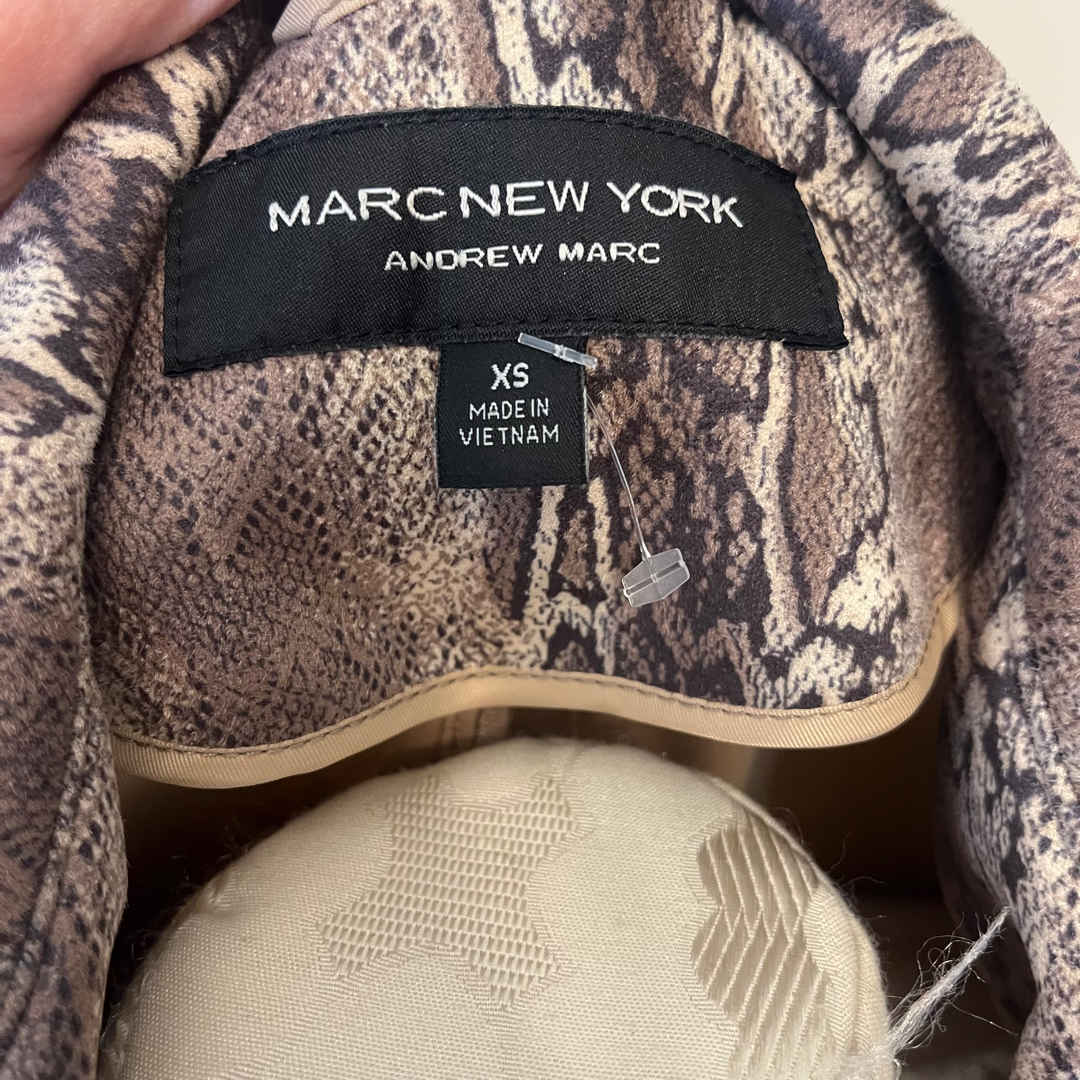 MARC NEW YORK
ANDREW MARC
XS
MADE IN
VIETNAM